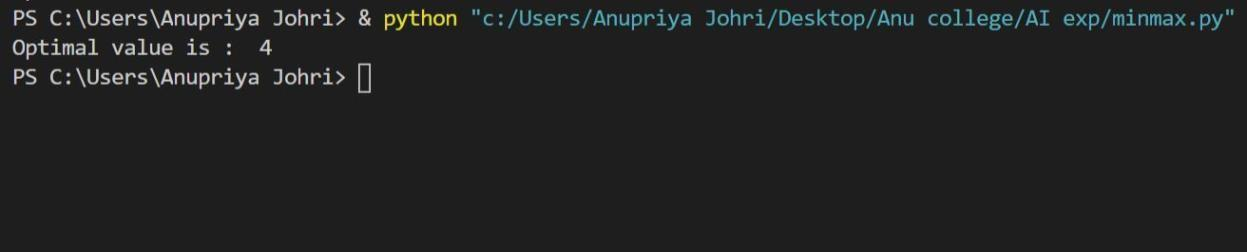 PS C:\Users\Anupriya Johri> & python "c:/Users/Anupriya Johri/Desktop/Anu college/AI exp/minmax.py"
Optimal value is :  4
PS C:\Users\Anupriya Johri>